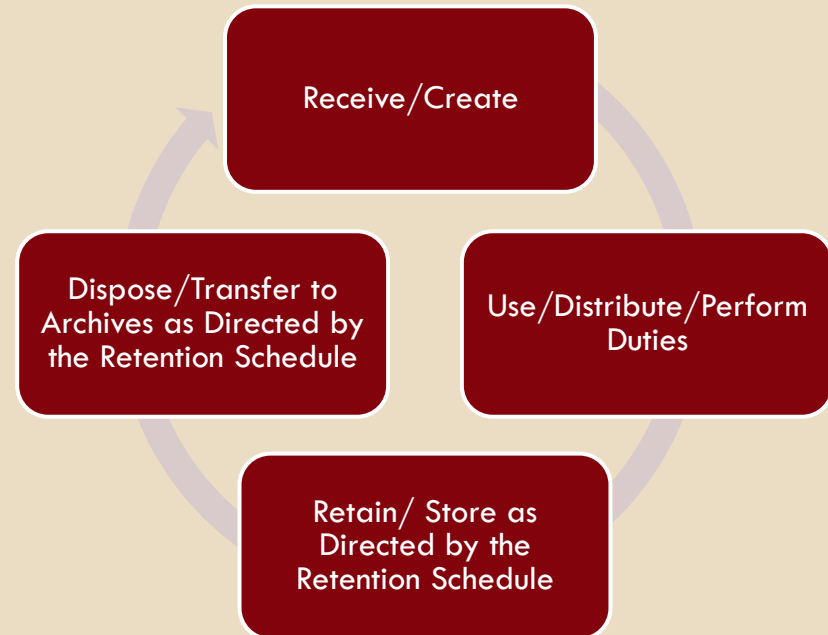 Receive/Create
Use/Distribute/Perform
Duties
Retain/ Store as
Directed by the
Retention Schedule
Dispose/Transfer to
Archives as Directed by
the Retention Schedule